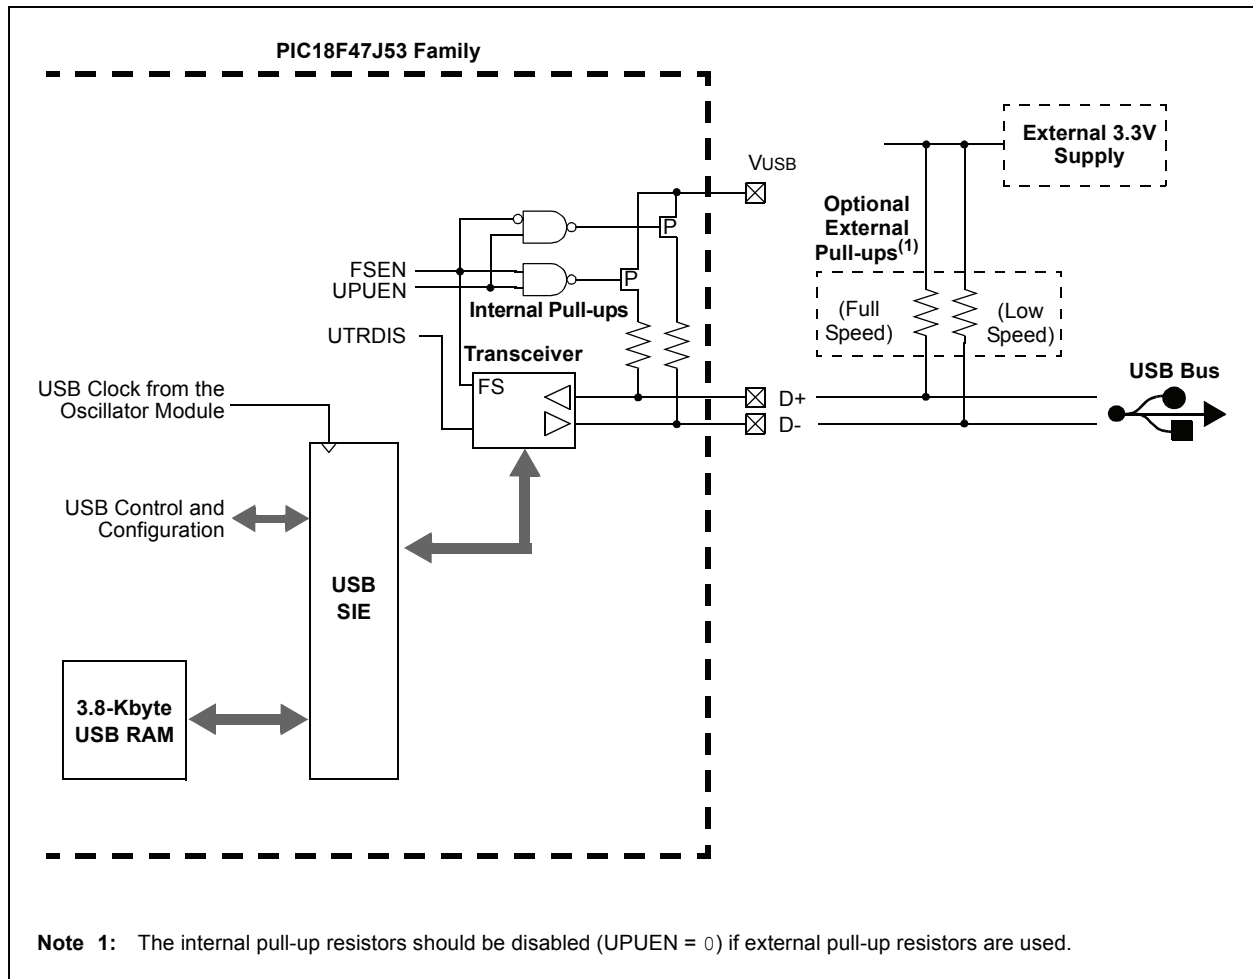 PIC18F47J53 Family
External 3.3V
Supply
VUSB
Optional
External
Pull-ups(1)
P
P
FSEN
UPUEN
Internal Pull-ups
(Full
Speed)
(Low
Speed)
UTRDIS
Transceiver
FS
USB Clock from the
Oscillator Module
D+
D-
USB Bus
USB Control and
Configuration
USB
SIE
3.8-Kbyte
USB RAM
Note 1: The internal pull-up resistors should be disabled (UPUEN = 0) if external pull-up resistors are used.